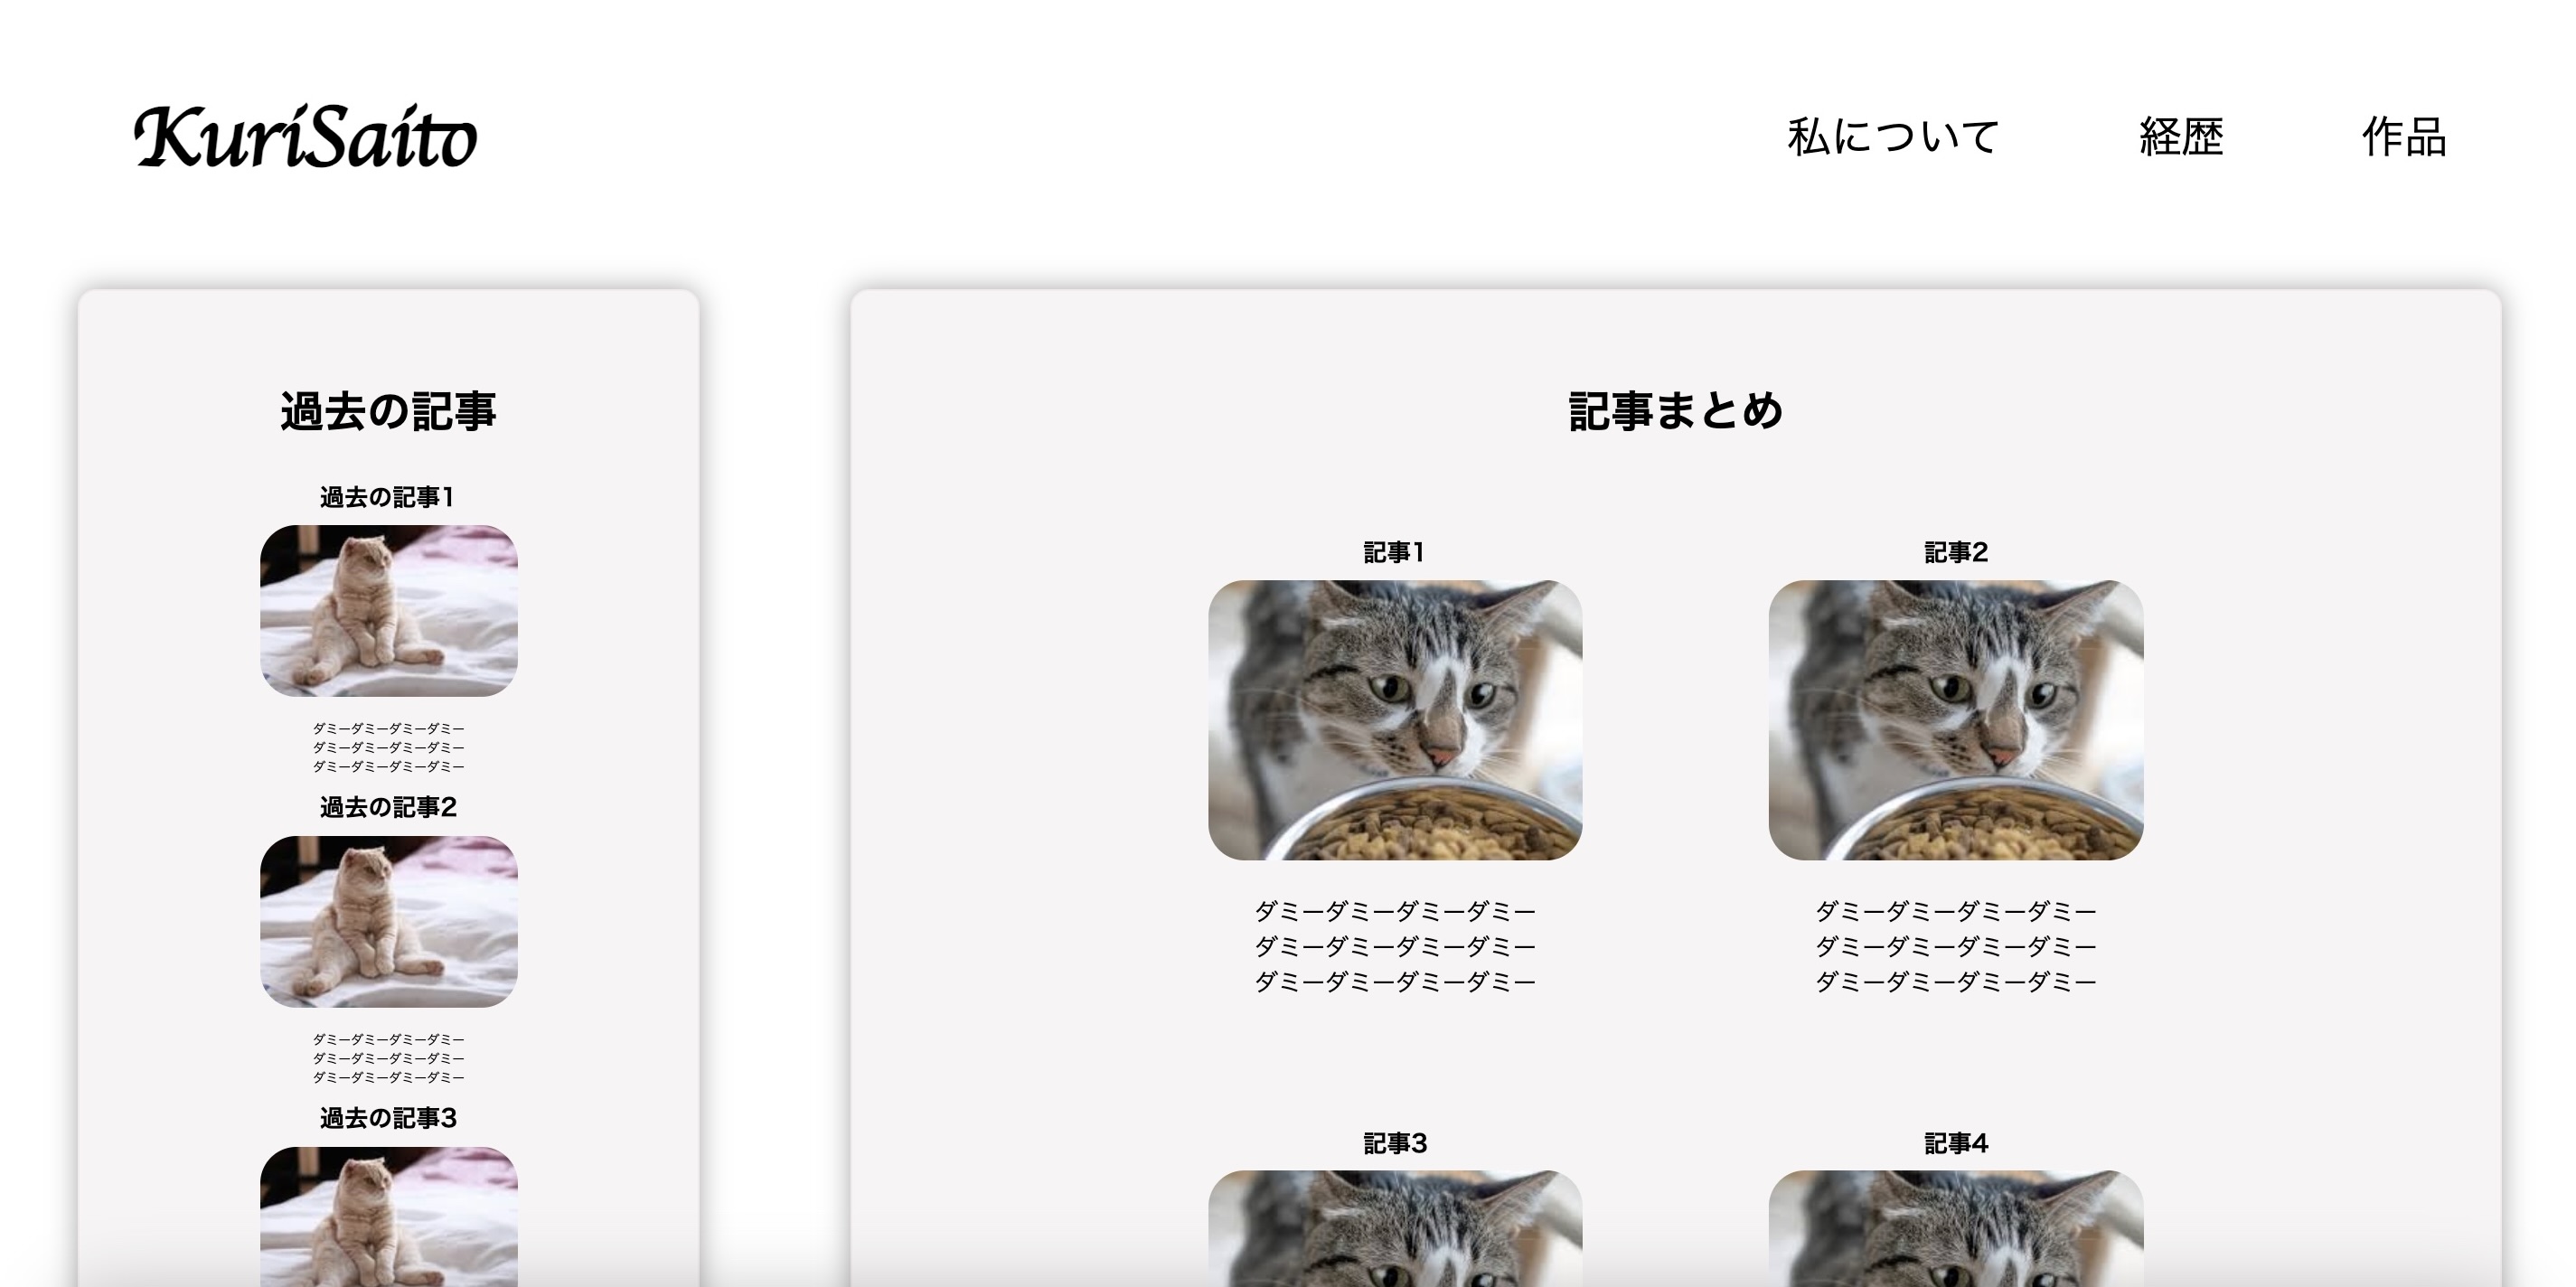 KuriSaito
私について
経歴
作品
過去の記事
過去の記事1
ダミーダミーダミーダミー
ダミーダミーダミーダミー
ダミーダミーダミーダミー
過去の記事2
ダミーダミーダミーダミー
ダミーダミーダミーダミー
ダミーダミーダミーダミー
過去の記事3
記事まとめ
記事1
ダミーダミーダミーダミー
ダミーダミーダミーダミー
ダミーダミーダミーダミー
記事2
ダミーダミーダミーダミー
ダミーダミーダミーダミー
ダミーダミーダミーダミー
記事3
記事4